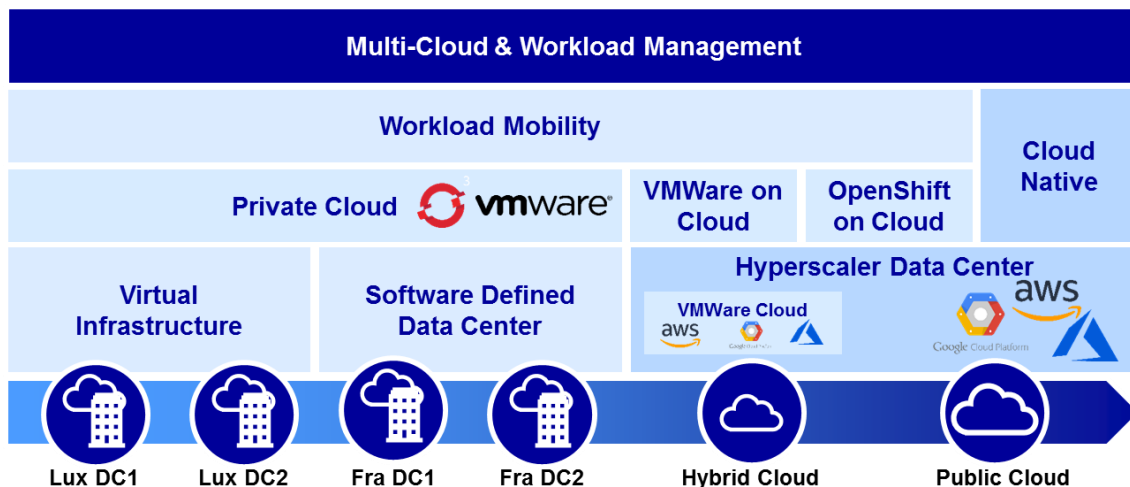 Multi-Cloud & Workload Management
Workload Mobility
Cloud
Native
Private Cloud
3
vmware®
VMWare on
Cloud
OpenShift
on Cloud
Virtual
Infrastructure
Software Defined
Data Center
Hyperscaler Data Center
VMWare Cloud
aws
aws
Google Cloud Platform
Lux DC1
Lux DC2
Fra DC1
Fra DC2
Hybrid Cloud
Public Cloud